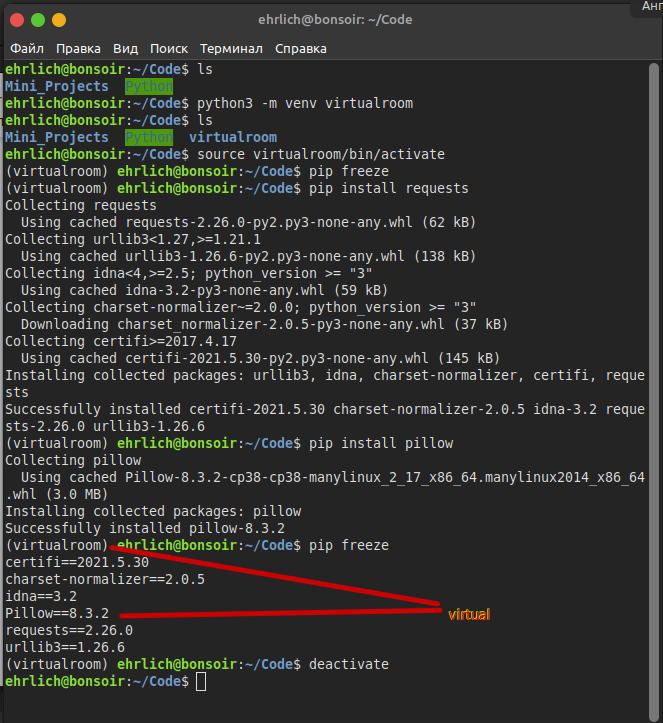 Анг
ehrlich@bonsoir: ~/Code
Файл Правка Вид Поиск Терминал Справка
ehrlich@bonsoir:~/Code$ ls
Mini_Projects Python
ehrlich@bonsoir:~/Code$ python3 -m venv virtualroom
ehrlich@bonsoir:~/Code$ ls
Mini_Projects Python virtualroom
ehrlich@bonsoir:~/Code$ source virtualroom/bin/activate
(virtualroom) ehrlich@bonsoir:~/Code$ pip freeze
(virtualroom) ehrlich@bonsoir:~/Code$ pip install requests
Collecting requests
Using cached requests-2.26.0-py2.py3-none-any.whl (62 kB)
Collecting urllib3<1.27,>=1.21.1
Using cached urllib3-1.26.6-py2.py3-none-any.whl (138 kB)
Collecting idna<4,>=2.5; python_version >= "3"
Using cached idna-3.2-py3-none-any.whl (59 kB)
Collecting charset-normalizer~=2.0.0; python_version >= "3"
Downloading charset_normalizer-2.0.5-py3-none-any.whl (37 kB)
Collecting certifi>=2017.4.17
Using cached certifi-2021.5.30-py2.py3-none-any.whl (145 kB)
Installing collected packages: urllib3, idna, charset-normalizer, certifi, reque
sts
Successfully installed certifi-2021.5.30 charset-normalizer-2.0.5 idna-3.2 reque
sts-2.26.0 urllib3-1.26.6
(virtualroom) ehrlich@bonsoir:~/Code$ pip install pillow
Collecting pillow
Using cached Pillow-8.3.2-cp38-cp38-manylinux_2_17_x86_64.manylinux2014_x86_64
.whl (3.0 MB)
Installing collected packages: pillow
Successfully installed pillow-8.3.2
(virtualroom) ehrlich@bonsoir:~/Code$ pip freeze
certifi==2021.5.30
charset-normalizer==2.0.5
idna==3.2
Pillow==8.3.2
virtual
requests==2.26.0
urllib3==1.26.6
(virtualroom) ehrlich@bonsoir:~/Code$ deactivate
ehrlich@bonsoir:~/Code$